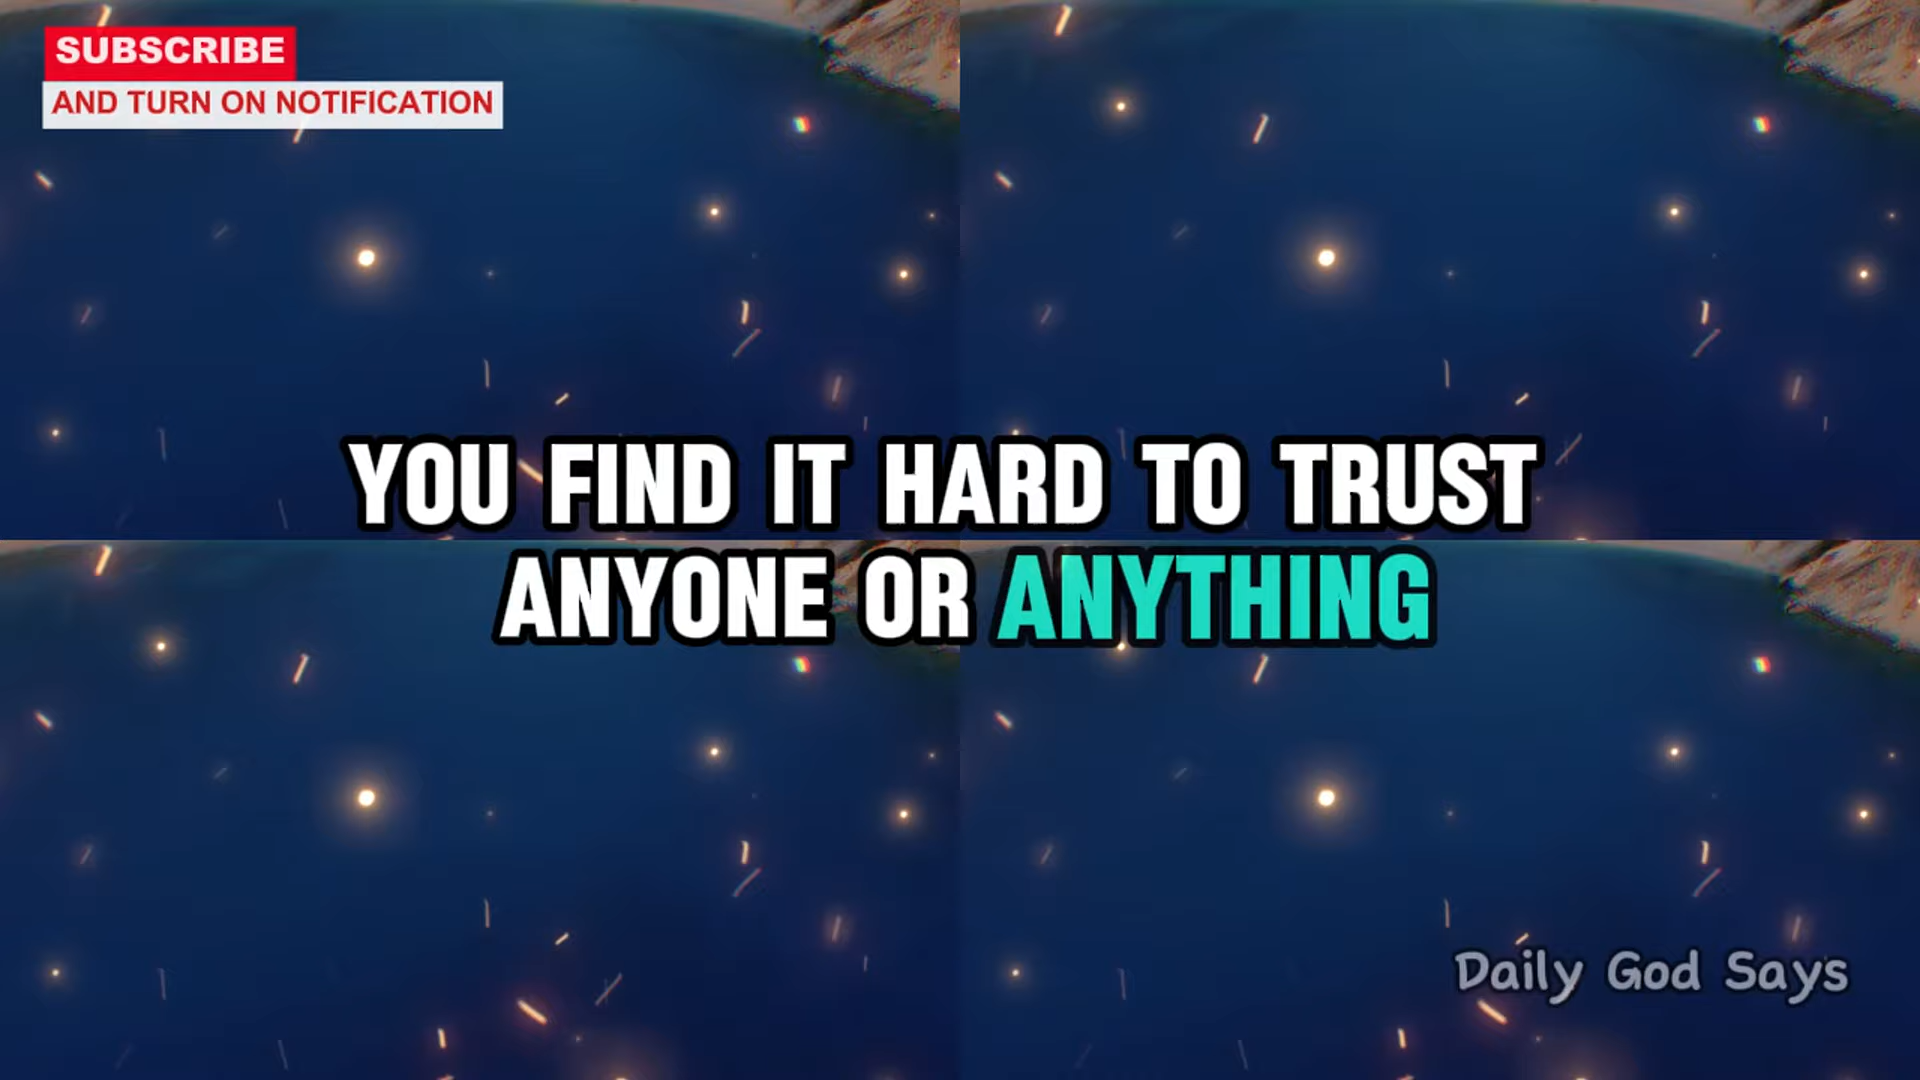 SUBSCRIBE
AND TURN ON NOTIFICATION
YOU FIND IT HARD TO TRUST
ANYONE OR ANYTHING
Daily God Says